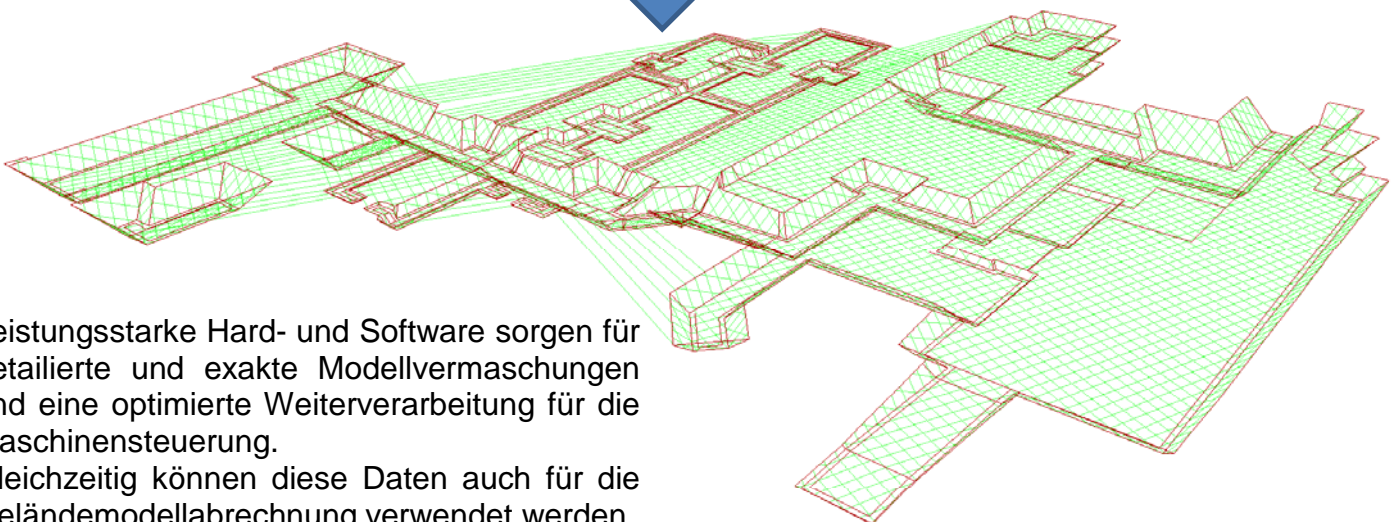 eistungsstarke Hard- und Software sorgen für
etailierte und exakte Modellvermaschungen
nd eine optimierte Weiterverarbeitung für die
aschinensteuerung.
leichzeitig können diese Daten auch für die
eländemodellabrechnung verwendet werden